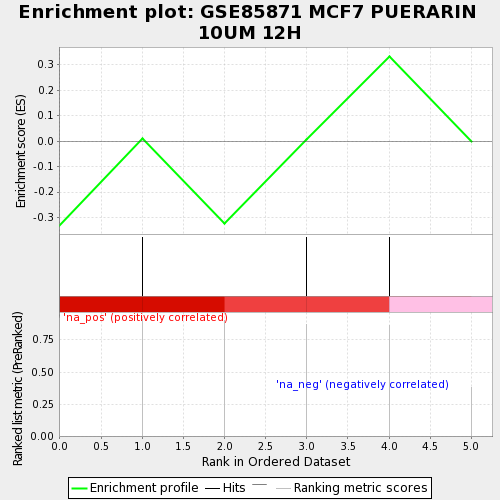 Enrichment plot: GSE85871 MCF7 PUERARIN
10UM 12H
Enrichment score (ES)
0.3
0.2
0.1
0.0
-0.1
-0.2
-0.3
'na_pos' (positively correlated)
'na_neg' (negatively correlated)
Ranked list metric (PreRanked)
0.75
0.50
0.25
0.00
0.0 0.5 1.0 1.5 2.0 2.5 3.0 3.5 4.0 4.5 5.0
Rank in Ordered Dataset
Enrichment profile Hits Ranking metric scores